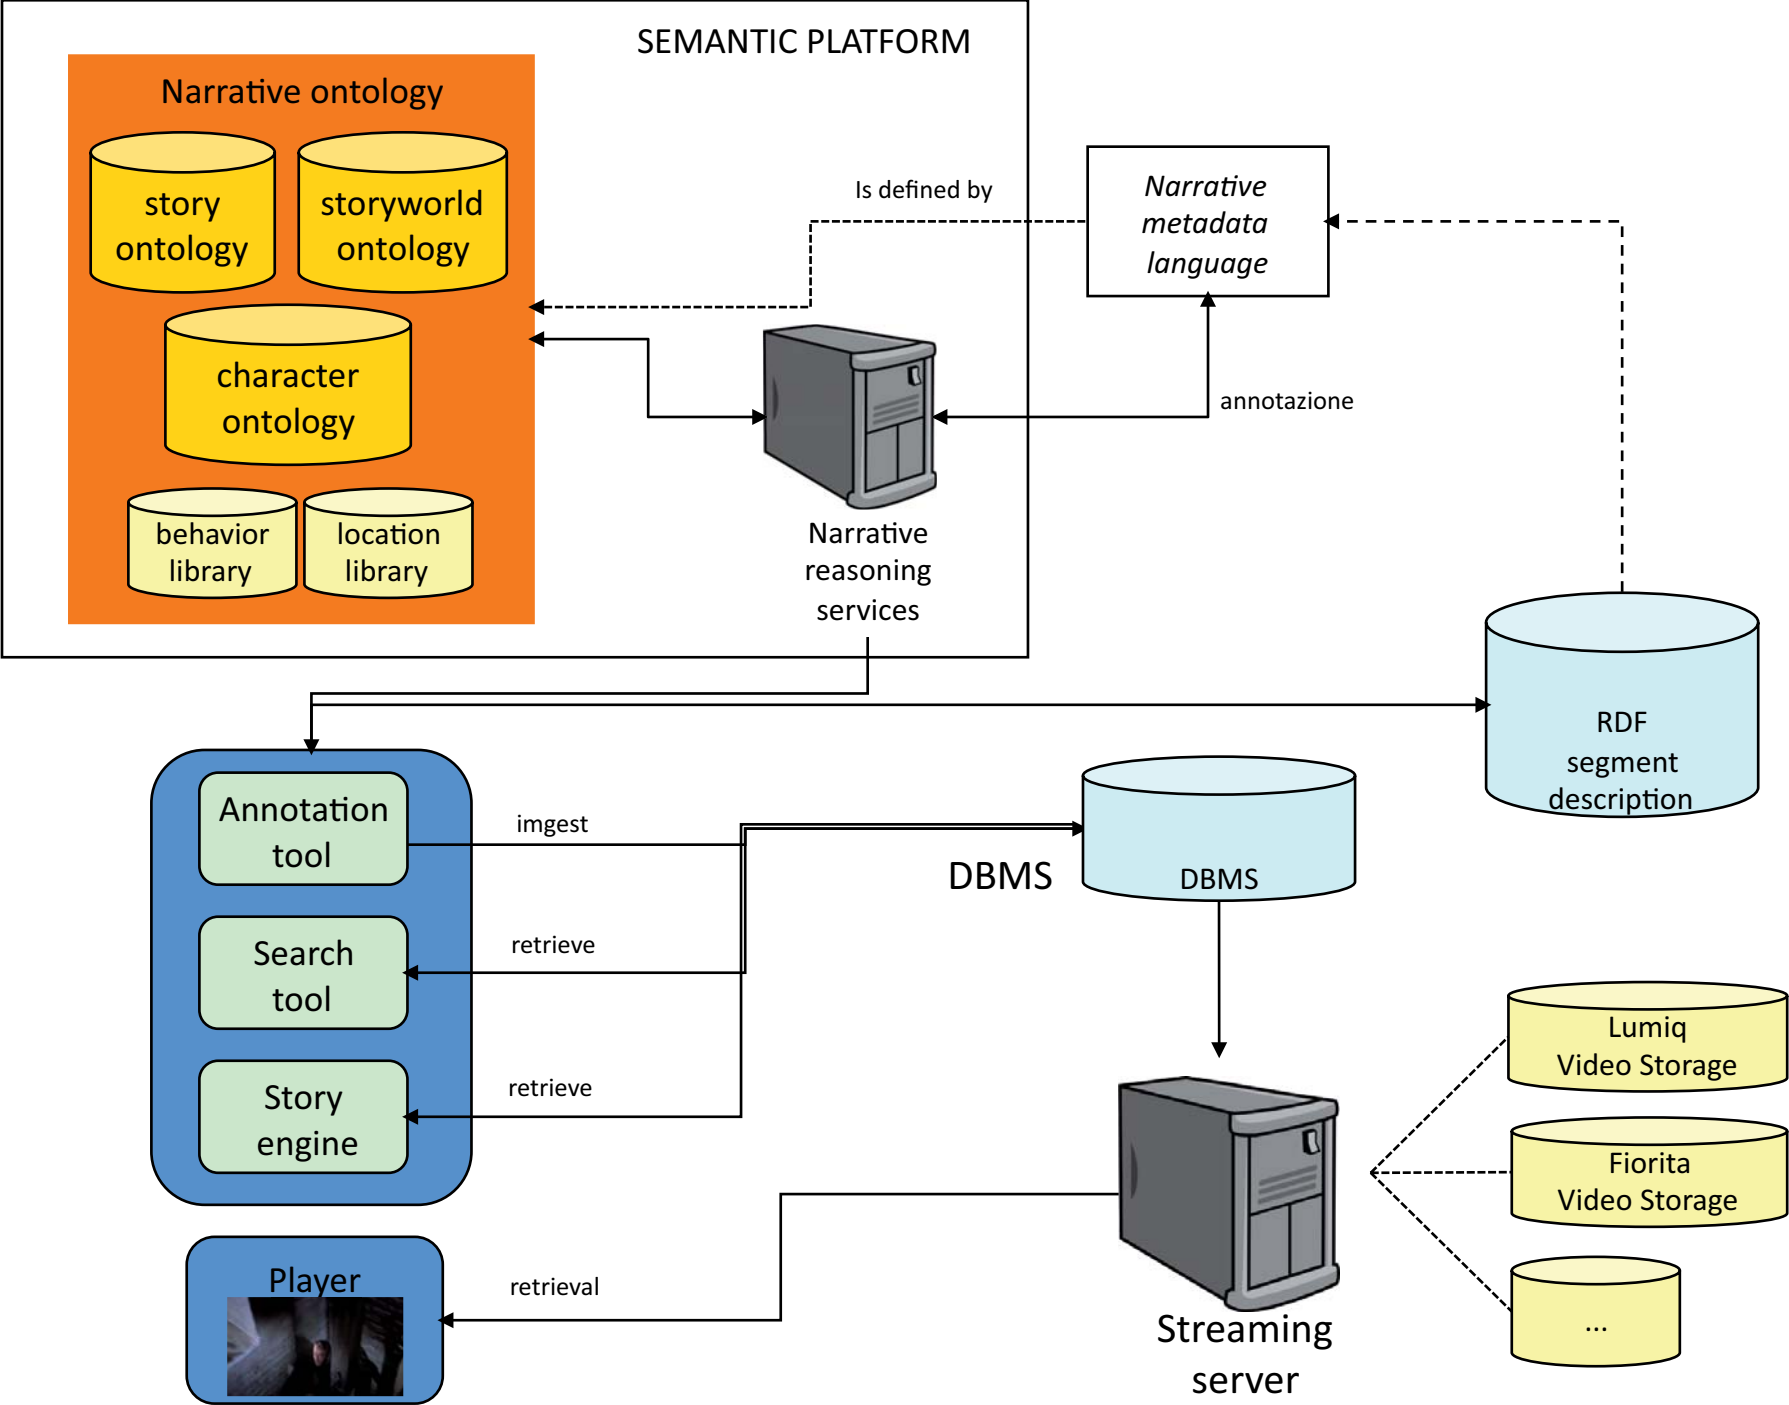 SEMANTIC PLATFORM
Narrative ontology
story
ontology
storyworld
ontology
character
ontology
behavior
library
location
library
Is defined by
Narrative
metadata
language
annotazione
Narrative
reasoning
services
RDF
segment
description
Annotation
tool
imgest
DBMS
DBMS
Search
tool
retrieve
Story
engine
retrieve
Lumiq
Video Storage
Fiorita
Video Storage
...
Player
retrieval
Streaming
server